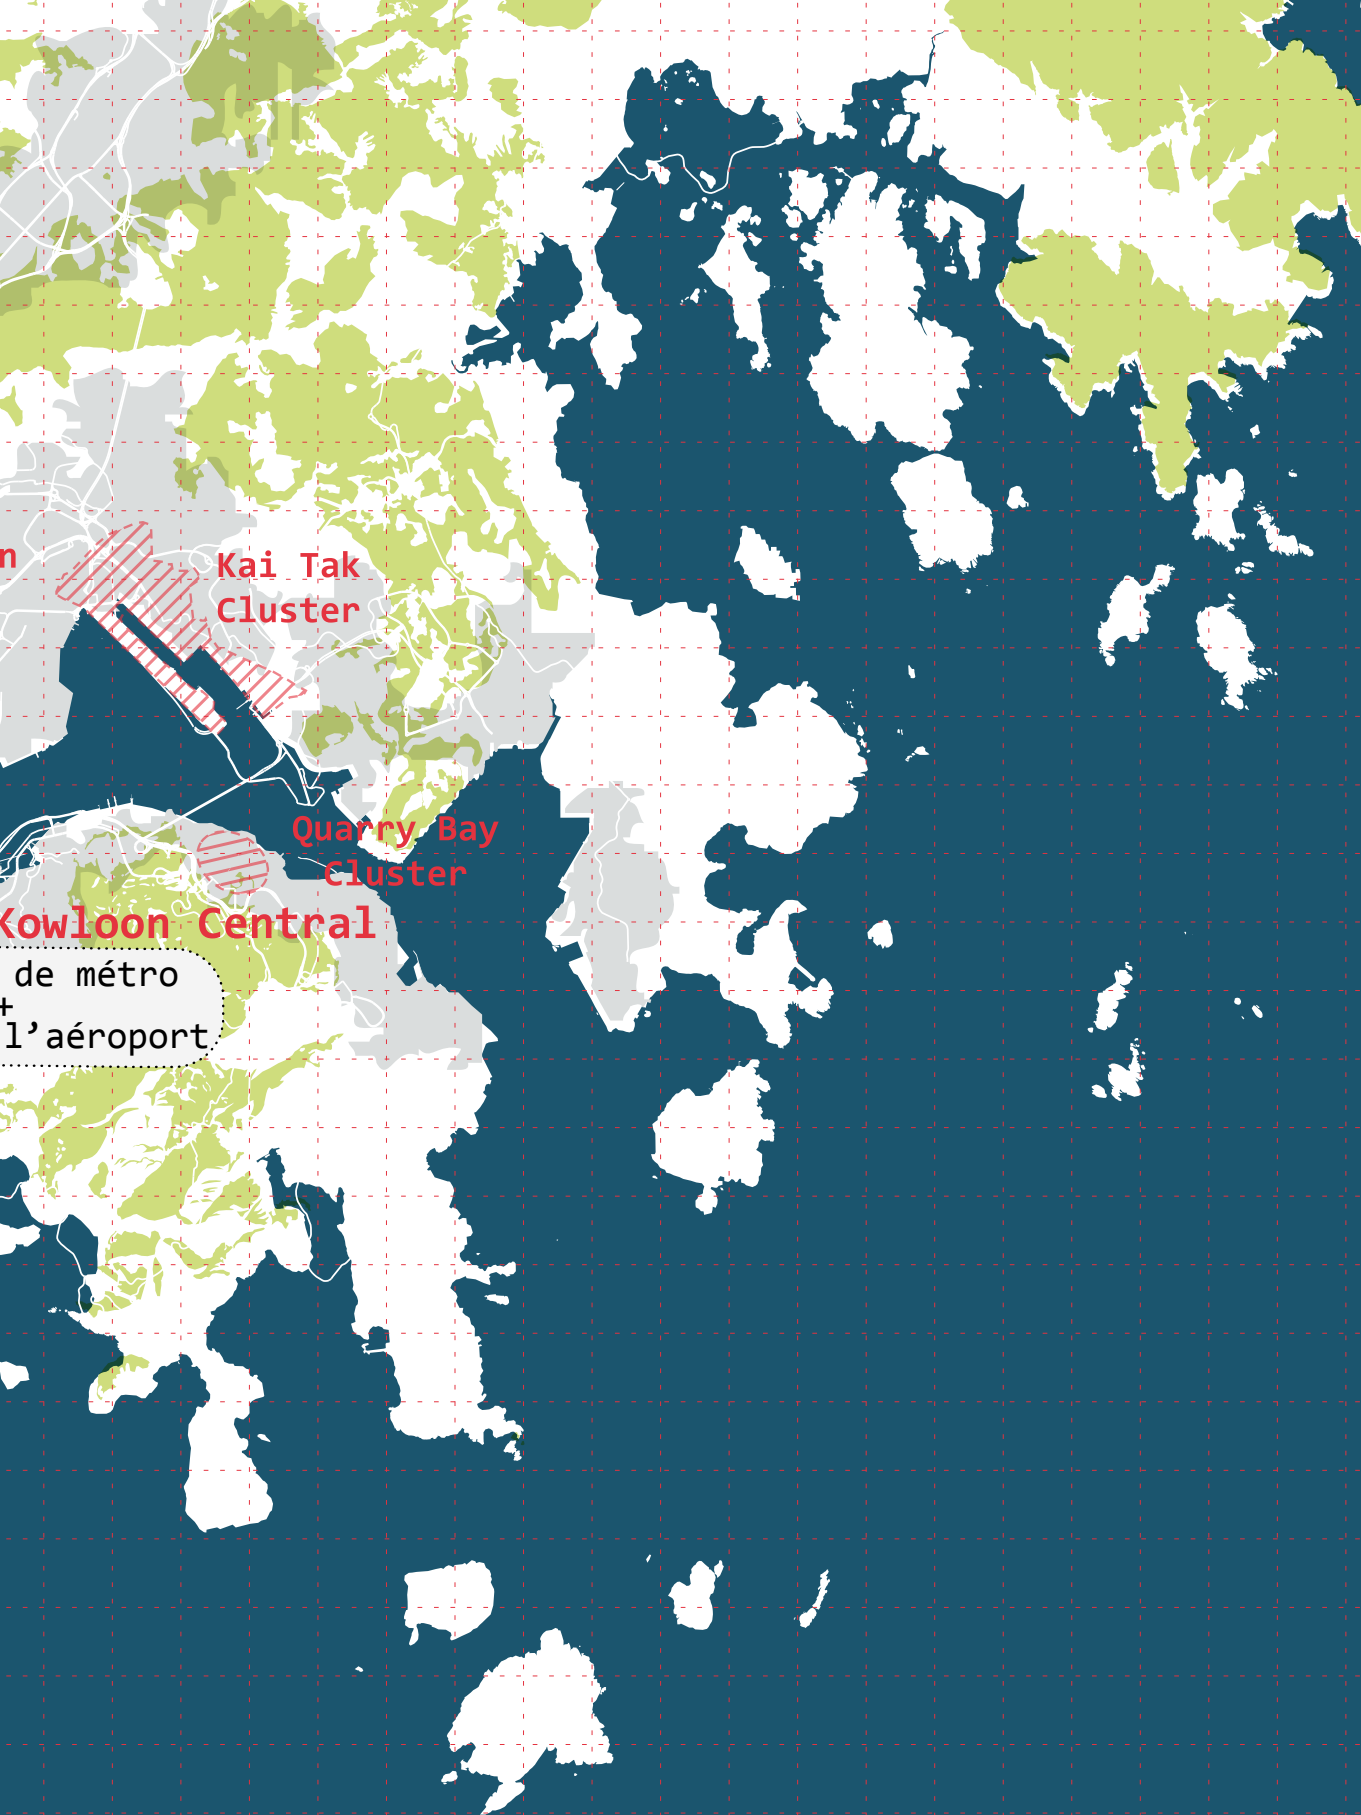 n
Kai Tak
Cluster
Quarry Bay
Cluster
Kowloon Central
de métro
+
l’aéroport